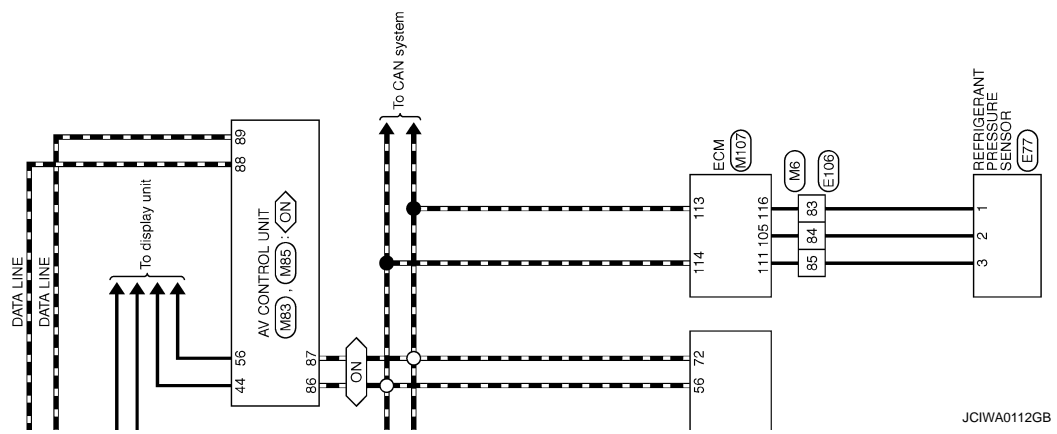 DATA LINE
DATA LINE
To display unit
89
88
AV CONTROL UNIT
M83 , M85 : ON
56
44
87
86
ON
To CAN system
ECM
M107
113
114
116
105
111
M6
E106
83
84
85
REFRIGERANT
PRESSURE
SENSOR
E77
1
2
3
72
56
JCIWA0112GB